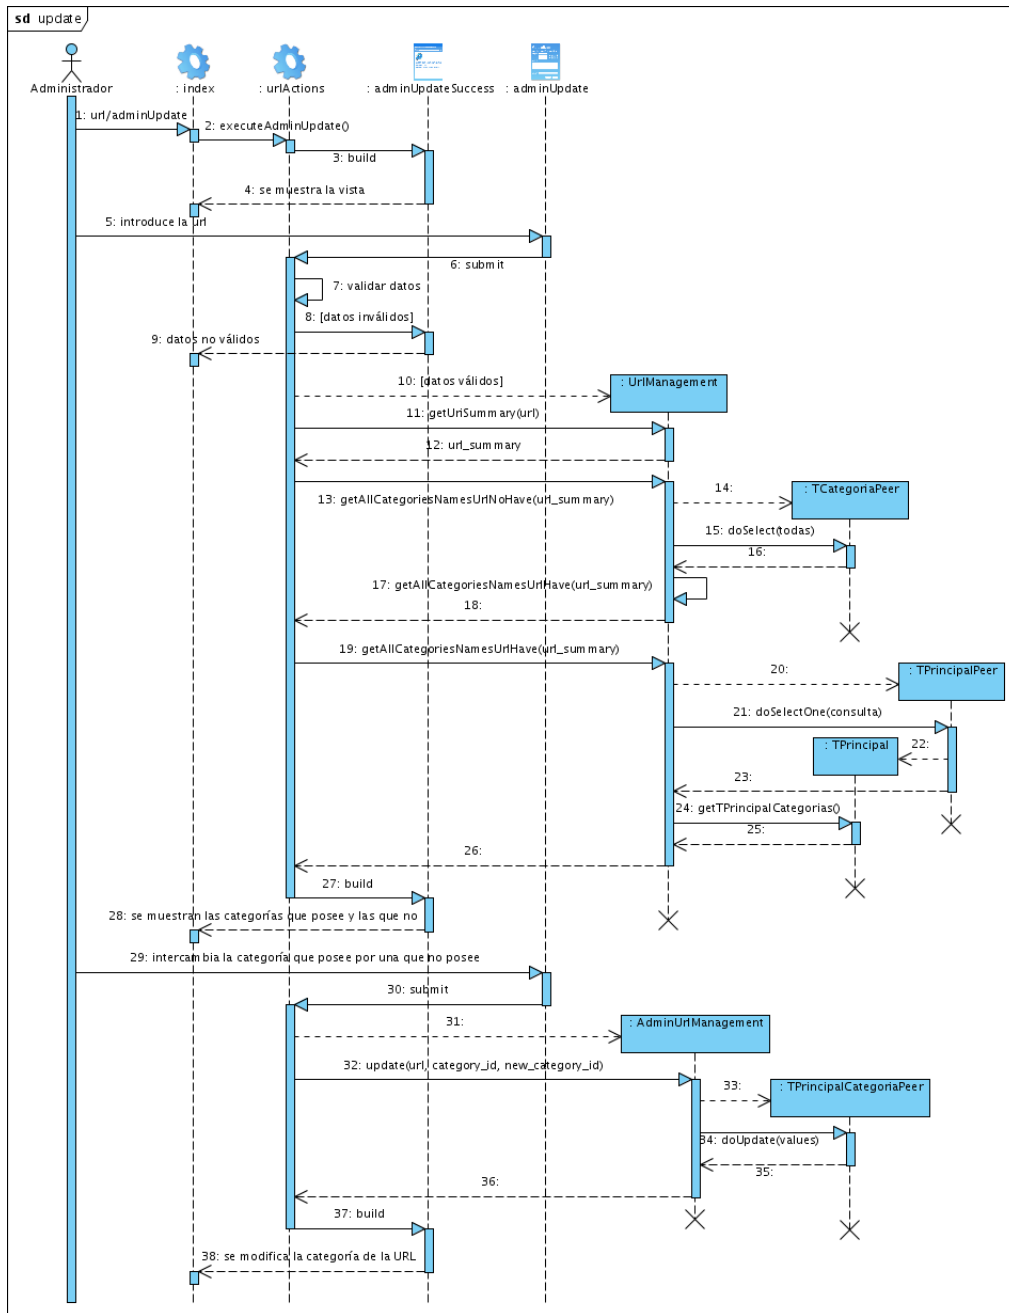 sd update
Administrador
: index
: urlActions
: adminUpdateSuccess
: adminUpdate
1: url/adminUpdate
2: executeAdminUpdate()
3: build
4: se muestra la vista
5: introduce la url
6: submit
7: validar datos
8: [datos inválidos]
9: datos no válidos
10: [datos válidos]
: UrlManagement
11: getUrlSummary(url)
12: url_summary
13: getAllCategoriesNamesUrlNoHave(url_summary)
14:
: TCategoriaPeer
15: doSelect(todas)
16:
17: getAllCategoriesNamesUrlHave(url_summary)
18:
19: getAllCategoriesNamesUrlHave(url_summary)
20:
: TPrincipalPeer
21: doSelectOne(consulta)
: TPrincipal
22:
23:
24: getTPrincipalCategorias()
25:
26:
27: build
28: se muestran las categorías que posee y las que no
29: intercambia la categoría que posee por una que no posee
30: submit
31:
: AdminUrlManagement
32: update(url, category_id, new_category_id)
33:
: TPrincipalCategoriaPeer
34: doUpdate(values)
35:
36:
37: build
38: se modifica la categoría de la URL